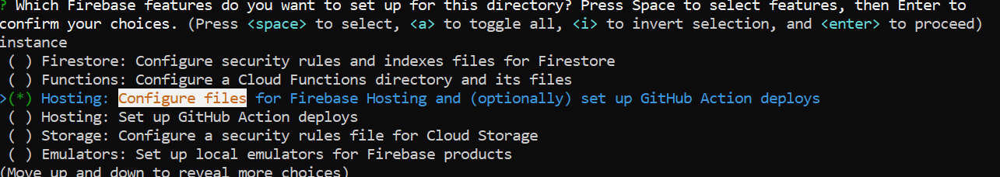 ? Which Firebase features do you want to set up for this directory? Press Space to select features, then Enter to
confirm your choices. (Press <space> to select, <a> to toggle all, <i> to invert selection, and <enter> to proceed)
instance
( ) Firestore: Configure security rules and indexes files for Firestore
( ) Functions: Configure a Cloud Functions directory and its files
>(*) Hosting: Configure files for Firebase Hosting and (optionally) set up GitHub Action deploys
( ) Hosting: Set up GitHub Action deploys
( ) Storage: Configure a security rules file for Cloud Storage
( ) Emulators: Set up local emulators for Firebase products
(Move up and down to reveal more choices)